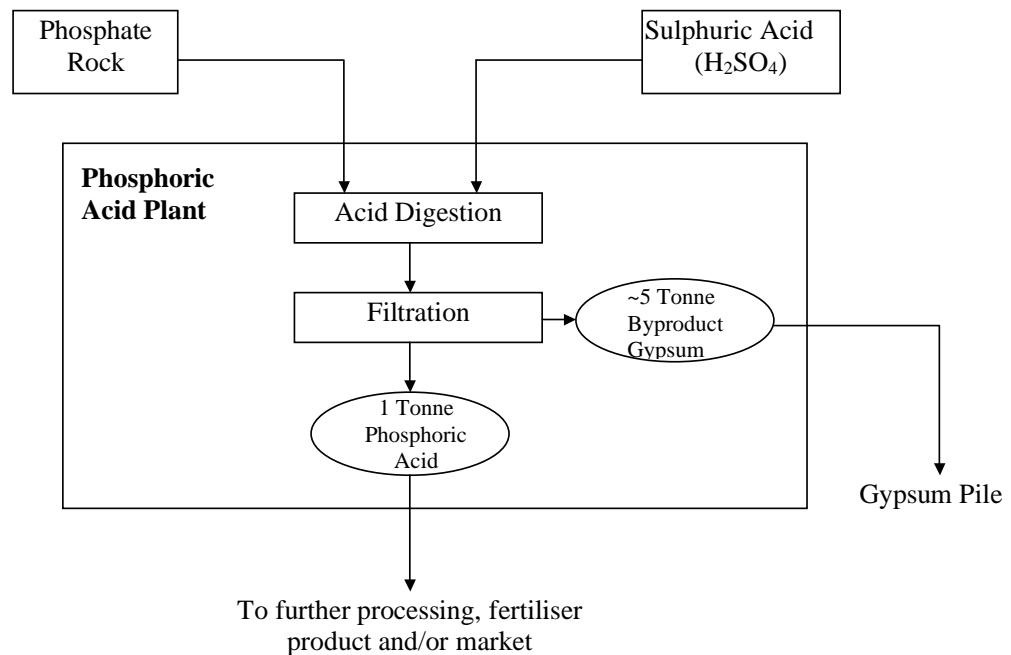 Phosphate
Rock
Sulphuric Acid
(H₂SO₄)
Phosphoric
Acid Plant
Acid Digestion
Filtration
~5 Tonne
Byproduct
Gypsum
1 Tonne
Phosphoric
Acid
Gypsum Pile
To further processing, fertiliser
product and/or market